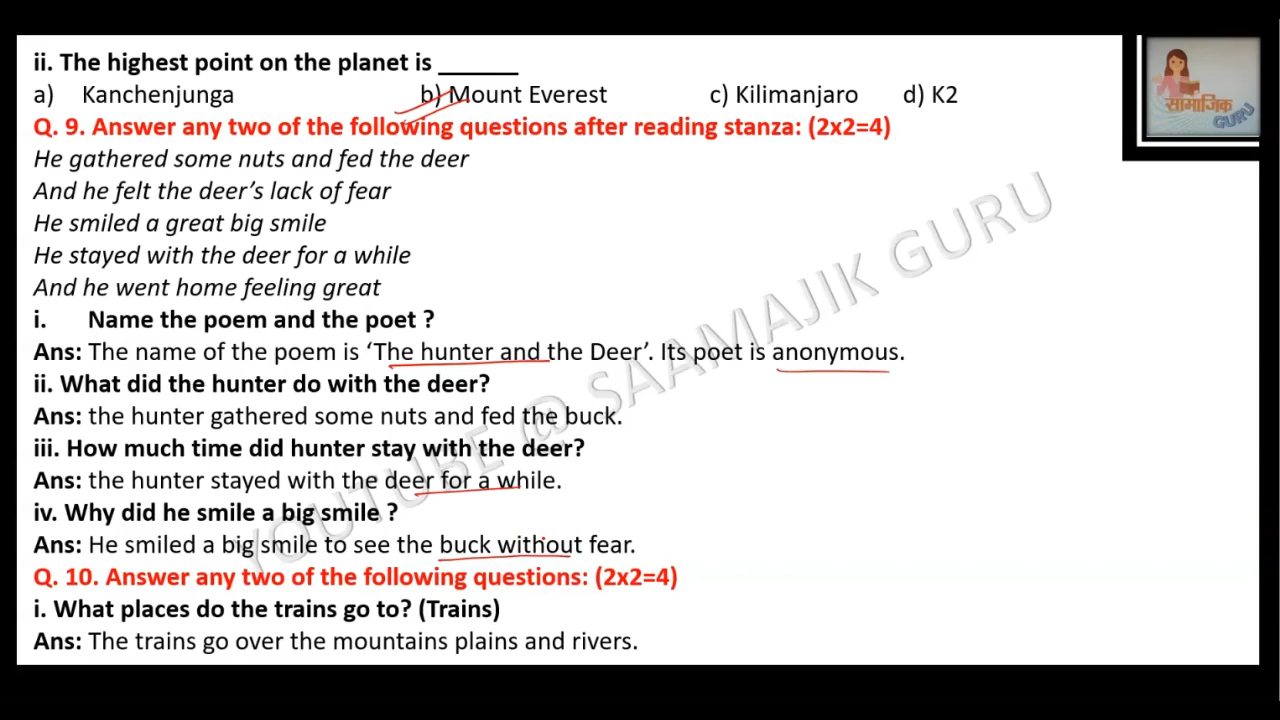 ii. The highest point on the planet is ______
a) Kanchenjunga b) Mount Everest c) Kilimanjaro d) K2
Q. 9. Answer any two of the following questions after reading stanza: (2x2=4)
He gathered some nuts and fed the deer
And he felt the deer's lack of fear
He smiled a great big smile
He stayed with the deer for a while
And he went home feeling great
i. Name the poem and the poet ?
Ans: The name of the poem is ‘The hunter and the Deer’. Its poet is anonymous.
ii. What did the hunter do with the deer?
Ans: the hunter gathered some nuts and fed the buck.
iii. How much time did hunter stay with the deer?
Ans: the hunter stayed with the deer for a while.
iv. Why did he smile a big smile ?
Ans: He smiled a big smile to see the buck without fear.
Q. 10. Answer any two of the following questions: (2x2=4)
i. What places do the trains go to? (Trains)
Ans: The trains go over the mountains plains and rivers.
YOUTUBE @ SAAMAJIK GURU
सामाजिक
GURU